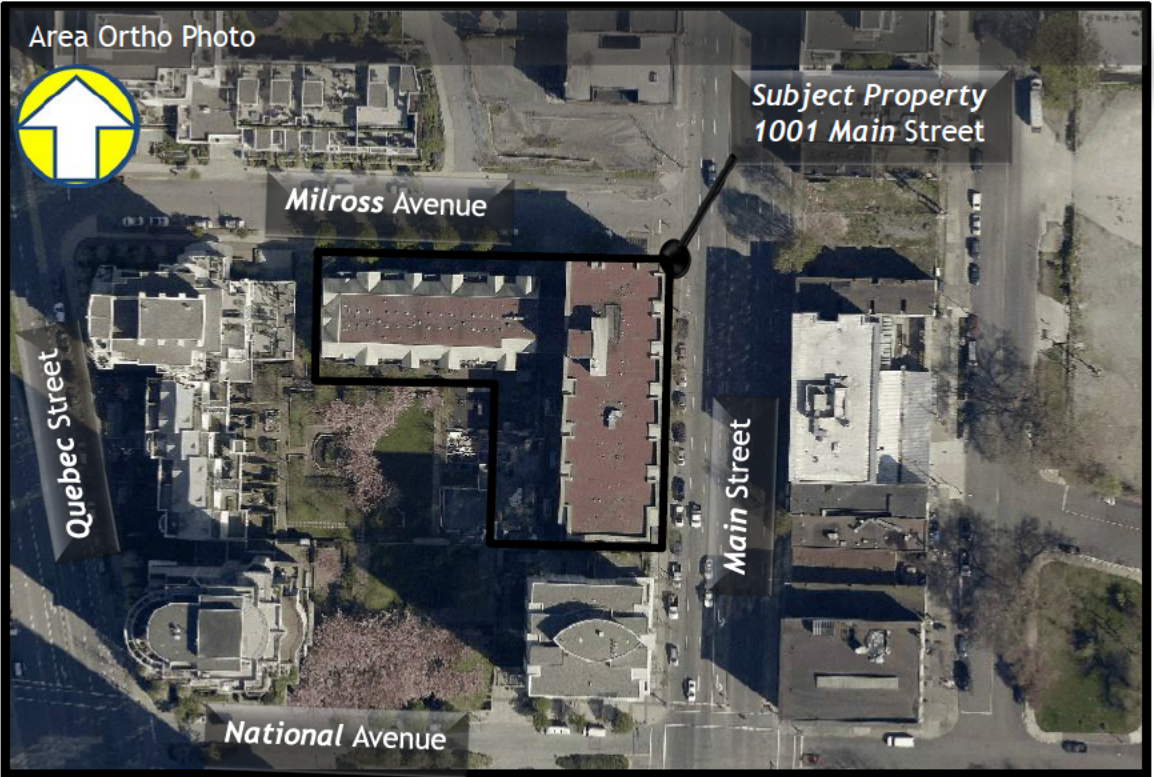 Area Ortho Photo
Subject Property
1001 Main Street
Milross Avenue
Quebec Street
Main Street
National Avenue